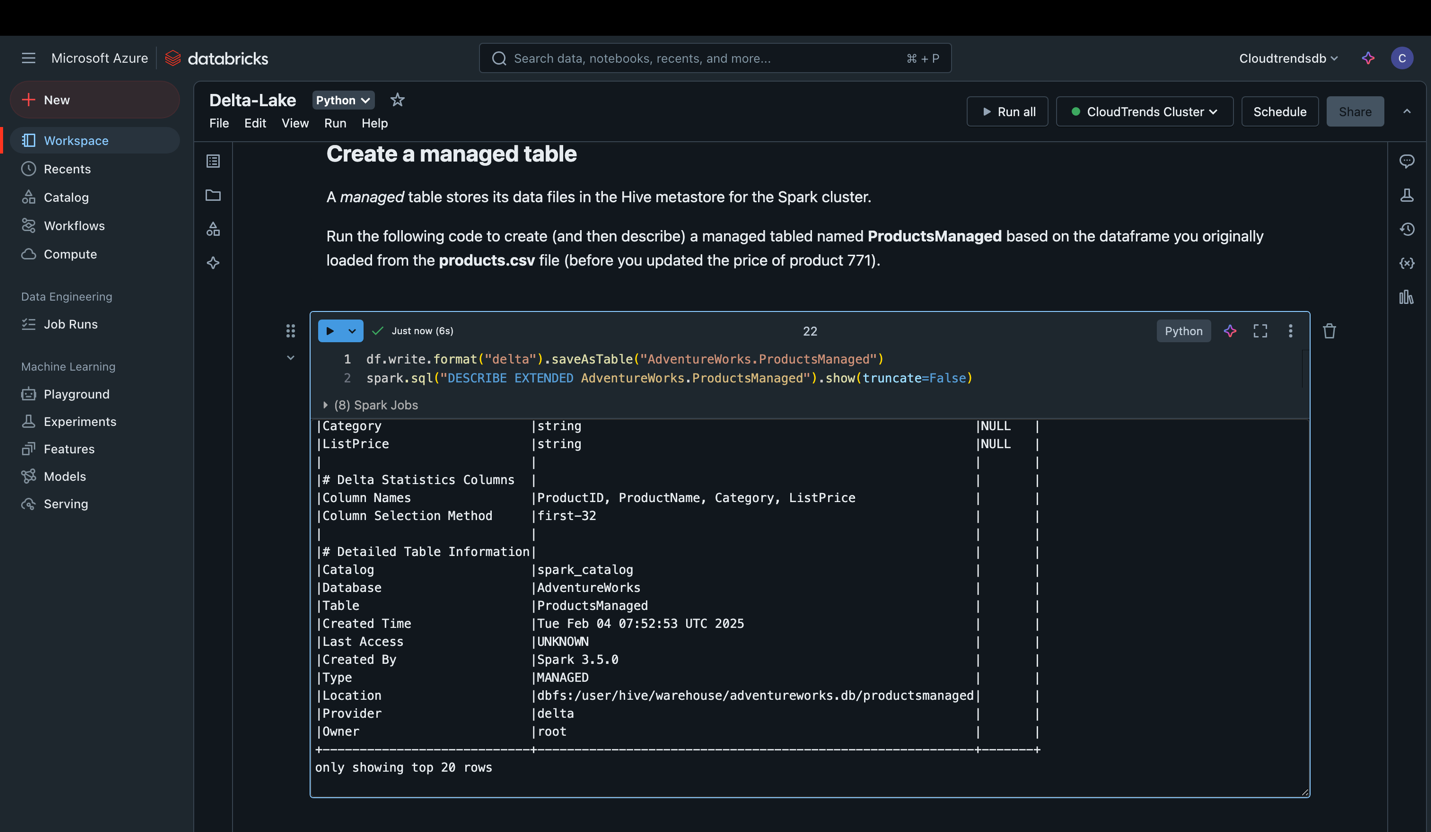 Microsoft Azure databricks
Search data, notebooks, recents, and more... ⌘ + P
Cloudtrendsdb
C
New
Workspace
Recents
Catalog
Workflows
Compute
Data Engineering
Job Runs
Machine Learning
Playground
Experiments
Features
Models
Serving
Delta-Lake Python
File Edit View Run Help
Run all CloudTrends Cluster Schedule Share
Create a managed table
A managed table stores its data files in the Hive metastore for the Spark cluster.
Run the following code to create (and then describe) a managed tabled named ProductsManaged based on the dataframe you originally
loaded from the products.csv file (before you updated the price of product 771).
Just now (6s) 22 Python
1 df.write.format("delta").saveAsTable("AdventureWorks.ProductsManaged")
2 spark.sql("DESCRIBE EXTENDED AdventureWorks.ProductsManaged").show(truncate=False)
(8) Spark Jobs
|Category |string |NULL |
|ListPrice |string |NULL |
| | | |
|# Delta Statistics Columns | | |
|Column Names |ProductID, ProductName, Category, ListPrice | |
|Column Selection Method |first-32 | |
| | | |
|# Detailed Table Information| | |
|Catalog |spark_catalog | |
|Database |AdventureWorks | |
|Table |ProductsManaged | |
|Created Time |Tue Feb 04 07:52:53 UTC 2025 | |
|Last Access |UNKNOWN | |
|Created By |Spark 3.5.0 | |
|Type |MANAGED | |
|Location |dbfs:/user/hive/warehouse/adventureworks.db/productsmanaged| |
|Provider |delta | |
|Owner |root | |
+----------------------------+-----------------------------------------------------------+-------+
only showing top 20 rows